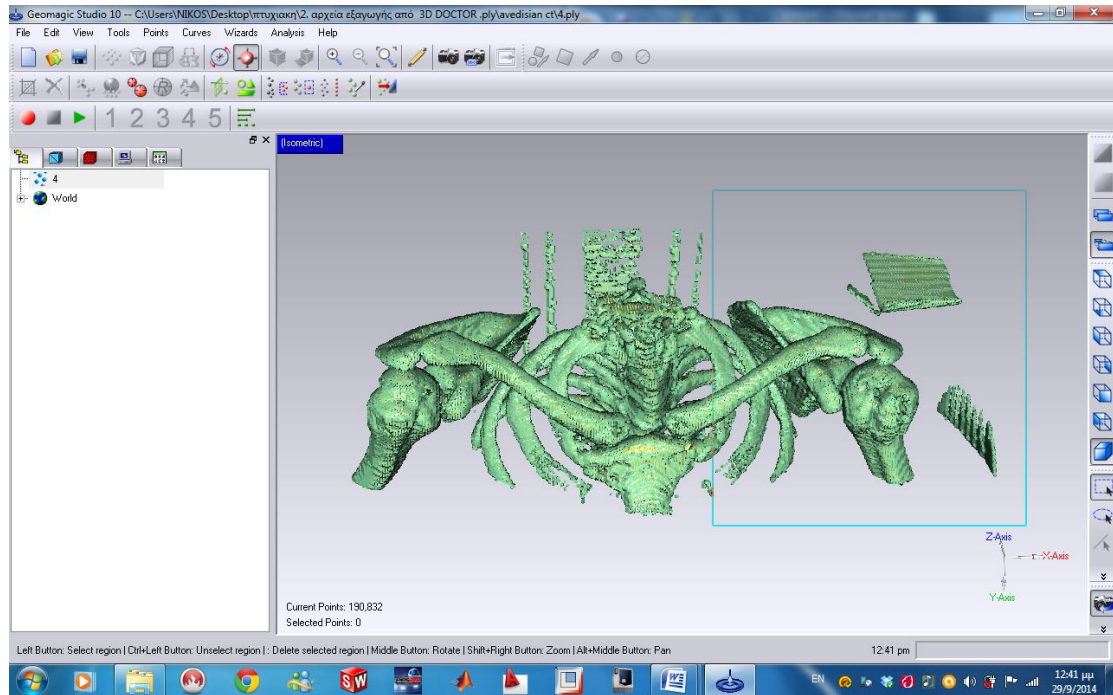 Geomagic Studio 10 -- C:\Users\NIKOS\Desktop\πτυχιακη\2. αρχεία εξαγωγής από 3D DOCTOR .ply\avedisian ct\4.ply
File Edit View Tools Points Curves Wizards Analysis Help
1 2 3 4 5
(Isometric)
4
World
Z-Axis
X-Axis
Y-Axis
Current Points: 190,832
Selected Points: 0
Left Button: Select region | Ctrl+Left Button: Unselect region | : Delete selected region | Middle Button: Rotate | Shift+Right Button: Zoom | Alt+Middle Button: Pan
12:41 pm
SW
W
EN
12:41 μμ
29/9/2014